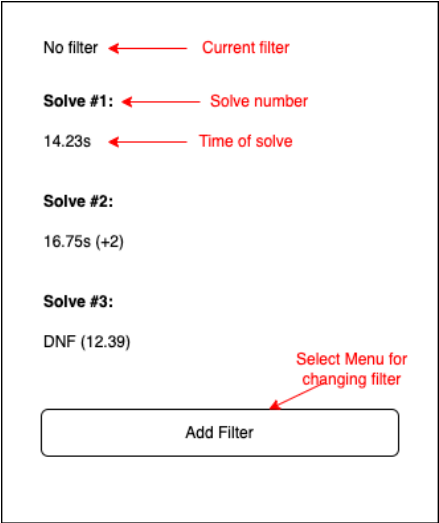 No filter
Current filter
Solve #1:
Solve number
14.23s
Time of solve
Solve #2:
16.75s (+2)
Solve #3:
DNF (12.39)
Select Menu for
changing filter
Add Filter